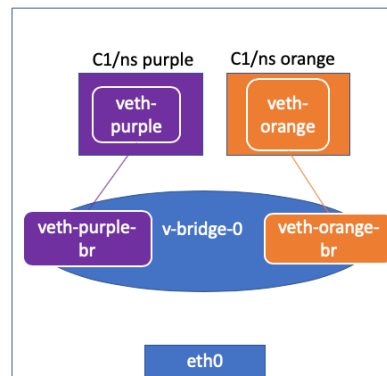 C1/ns purple
C1/ns orange
veth-
purple
veth-
orange
veth-purple-
br
v-bridge-0
veth-orange-
br
eth0